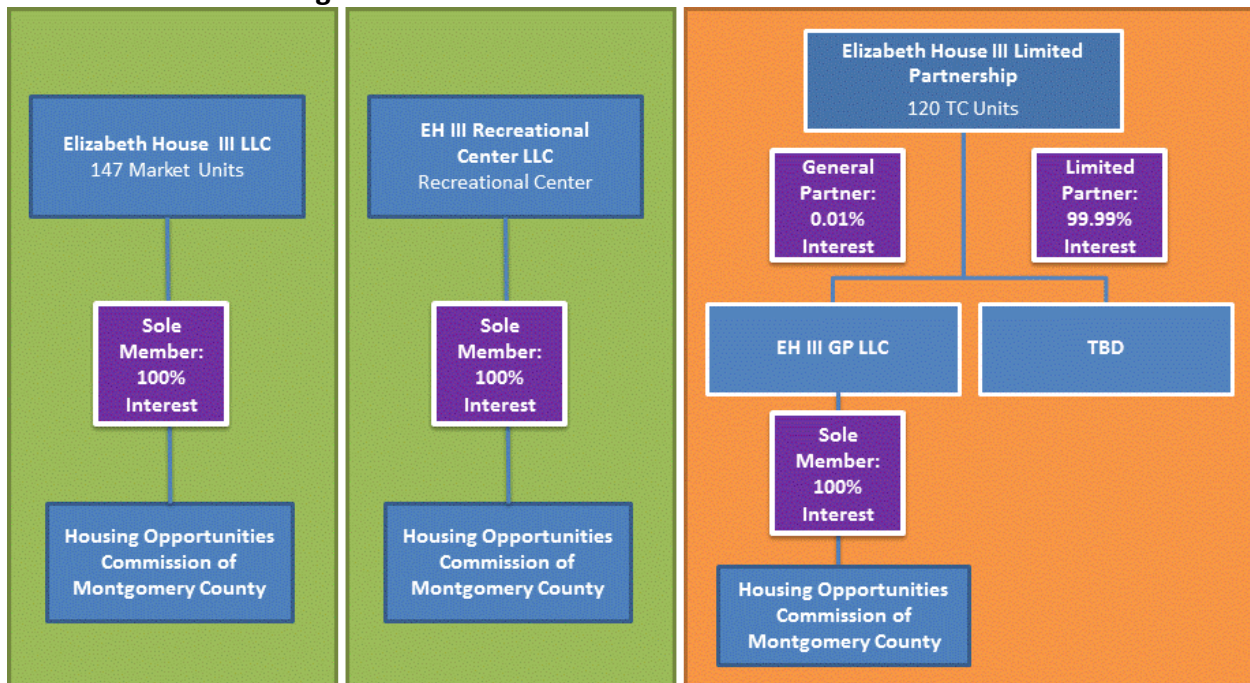 Elizabeth House III LLC
147 Market Units
Sole
Member:
100%
Interest
Housing Opportunities
Commission of
Montgomery County
EH III Recreational
Center LLC
Recreational Center
Sole
Member:
100%
Interest
Housing Opportunities
Commission of
Montgomery County
Elizabeth House III Limited
Partnership
120 TC Units
General
Partner:
0.01%
Interest
Limited
Partner:
99.99%
Interest
EH III GP LLC
TBD
Sole
Member:
100%
Interest
Housing Opportunities
Commission of
Montgomery County